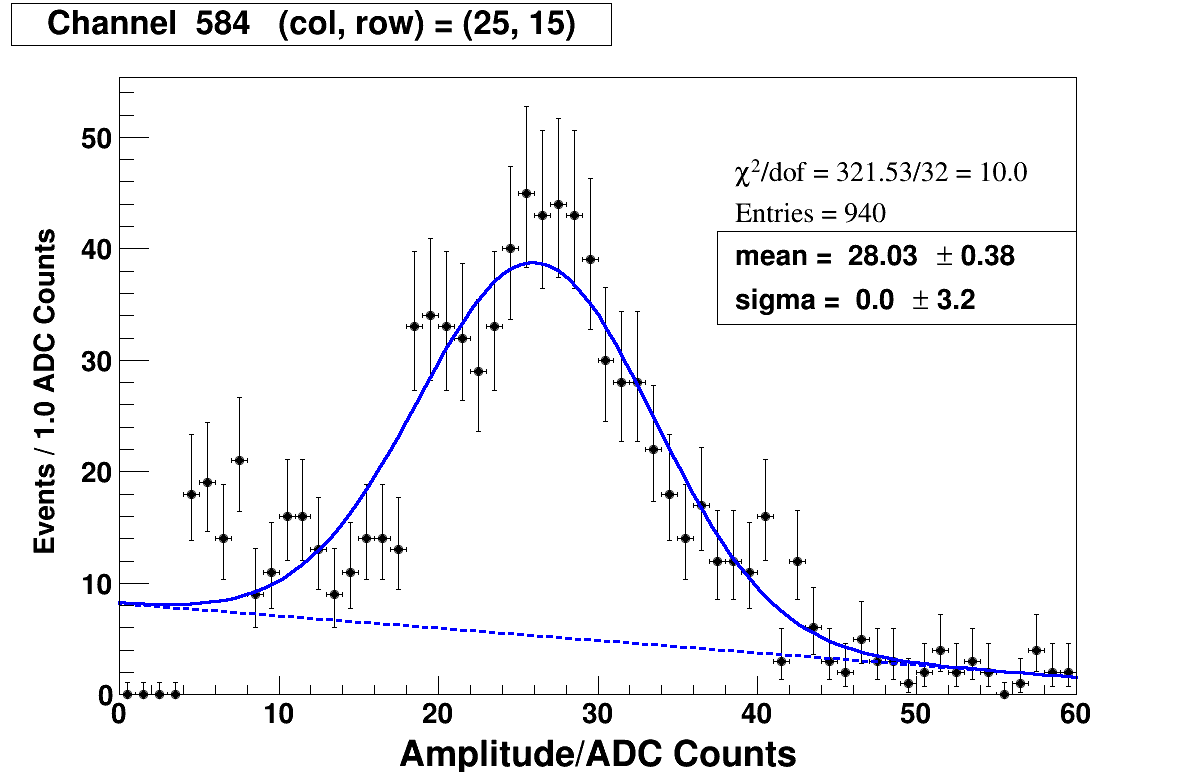 Channel 584 (col, row) = (25, 15)
χ²/dof = 321.53/32 = 10.0
Entries = 940
mean = 28.03 ± 0.38
sigma = 0.0 ± 3.2
Events / 1.0 ADC Counts
50
40
30
20
10
0
0 10 20 30 40 50 60
Amplitude/ADC Counts